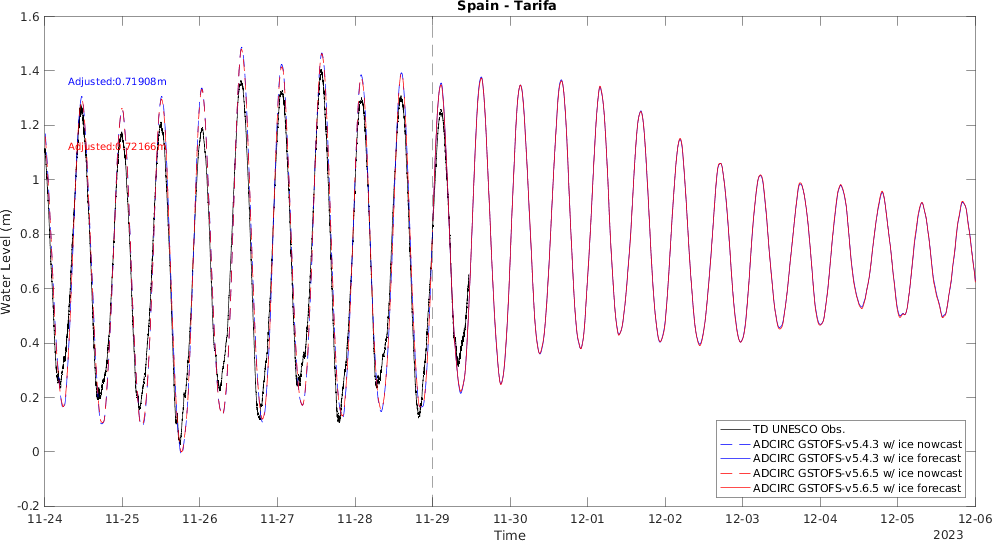 Spain - Tarifa
1.6
1.4
1.2
1
0.8
0.6
0.4
0.2
0
-0.2
Water Level (m)
Adjusted:0.71908m
Adjusted:0.72166m
TD UNESCO Obs.
ADCIRC GSTOFS-v5.4.3 w/ ice nowcast
ADCIRC GSTOFS-v5.4.3 w/ ice forecast
ADCIRC GSTOFS-v5.6.5 w/ ice nowcast
ADCIRC GSTOFS-v5.6.5 w/ ice forecast
11-24 11-25 11-26 11-27 11-28 11-29 11-30 12-01 12-02 12-03 12-04 12-05 12-06
Time
2023